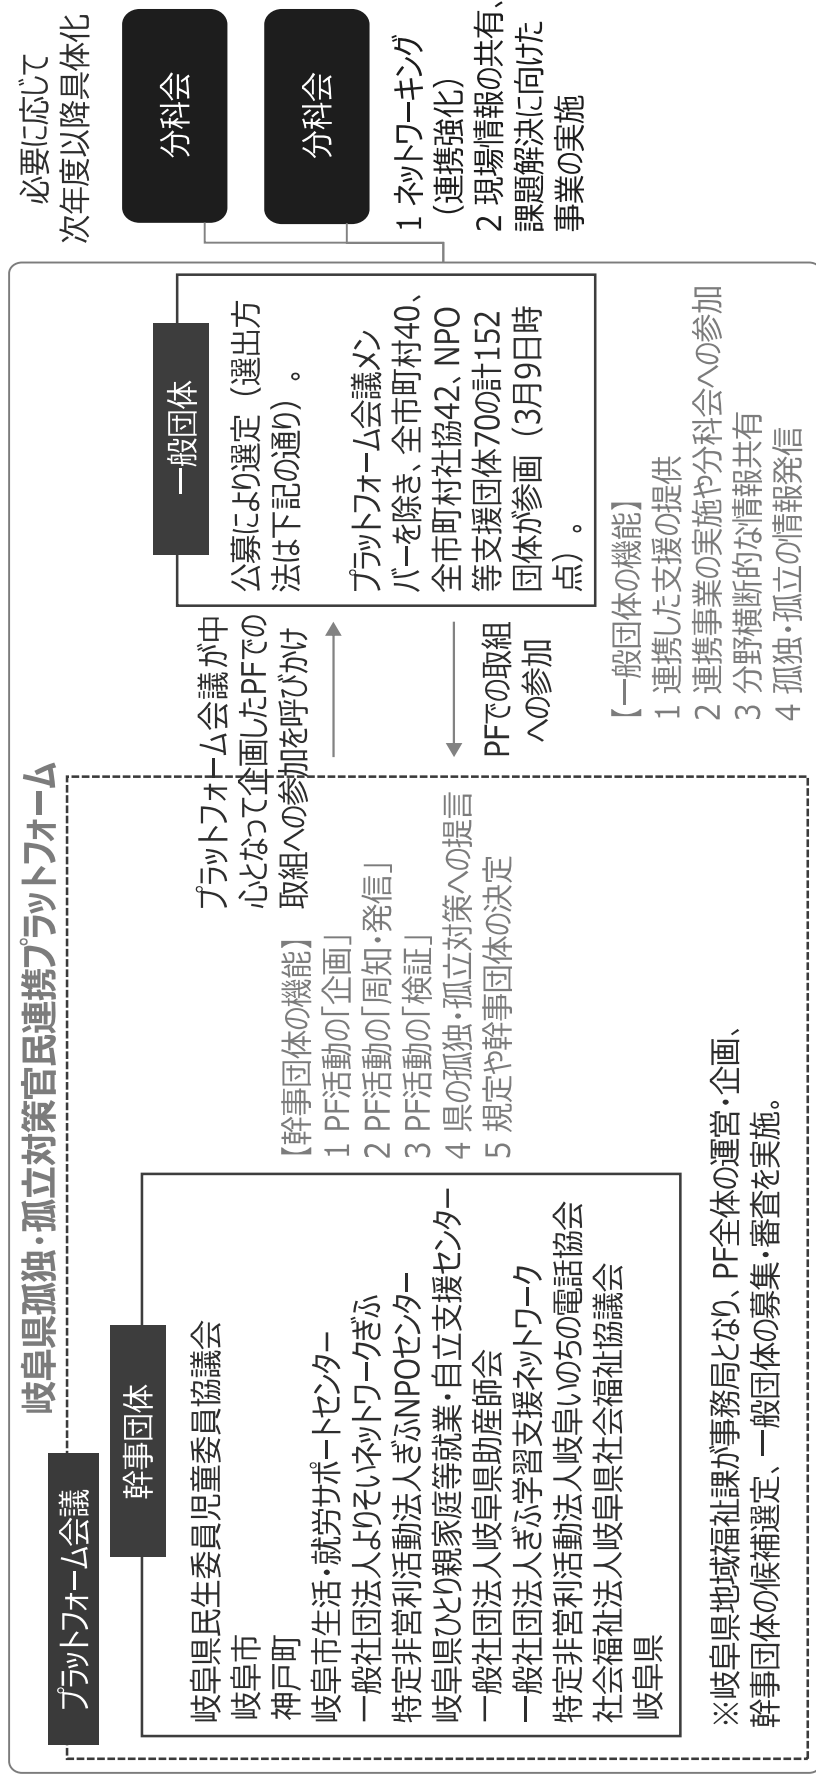 岐阜県孤独・孤立対策官民連携プラットフォーム
プラットフォーム会議
幹事団体
岐阜県民生委員児童委員協議会
岐阜市
神戸町
岐阜市生活・就労サポートセンター
一般社団法人よりそいネットワークぎふ
特定非営利活動法人ぎふNPOセンター
岐阜県ひとり親家庭等就業・自立支援センター
一般社団法人岐阜県助産師会
一般社団法人ぎふ学習支援ネットワーク
特定非営利活動法人岐阜いのちの電話協会
社会福祉法人岐阜県社会福祉協議会
岐阜県
【幹事団体の機能】
1 PF活動の「企画」
2 PF活動の「周知・発信」
3 PF活動の「検証」
4 県の孤独・孤立対策への提言
5 規定や幹事団体の決定
※岐阜県地域福祉課が事務局となり、PF全体の運営・企画、
幹事団体の候補選定、一般団体の募集・審査を実施。
プラットフォーム会議が中
心となって企画したPFでの
取組への参加を呼びかけ
PFでの取組
への参加
一般団体
公募により選定（選出方
法は下記の通り）。
プラットフォーム会議メン
バーを除き、全市町村40、
全市町村社協42、NPO
等支援団体70の計152
団体が参画（3月9日時
点）。
【一般団体の機能】
1 連携した支援の提供
2 連携事業の実施や分科会への参加
3 分野横断的な情報共有
4 孤独・孤立の情報発信
必要に応じて
次年度以降具体化
分科会
分科会
1 ネットワーキング
（連携強化）
2 現場情報の共有、
課題解決に向けた
事業の実施